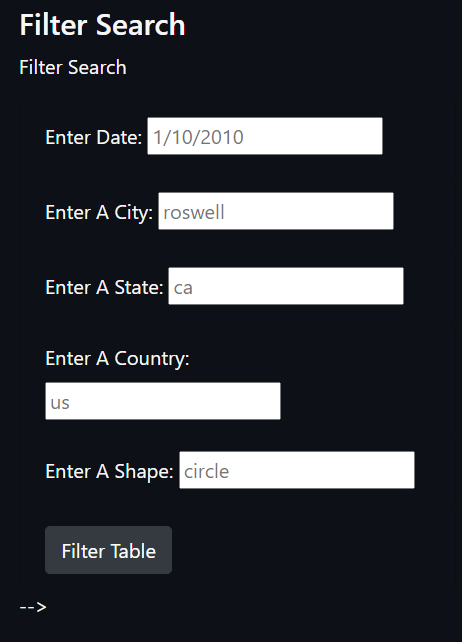 Filter Search
Filter Search
Enter Date: 1/10/2010
Enter A City: roswell
Enter A State: ca
Enter A Country:
us
Enter A Shape: circle
Filter Table
-->